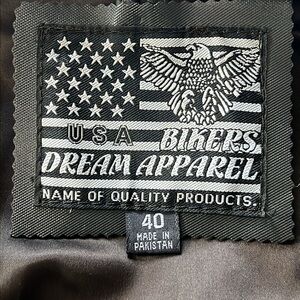 USA BIKERS
DREAM APPAREL
NAME OF QUALITY PRODUCTS.
40
MADE IN
PAKISTAN